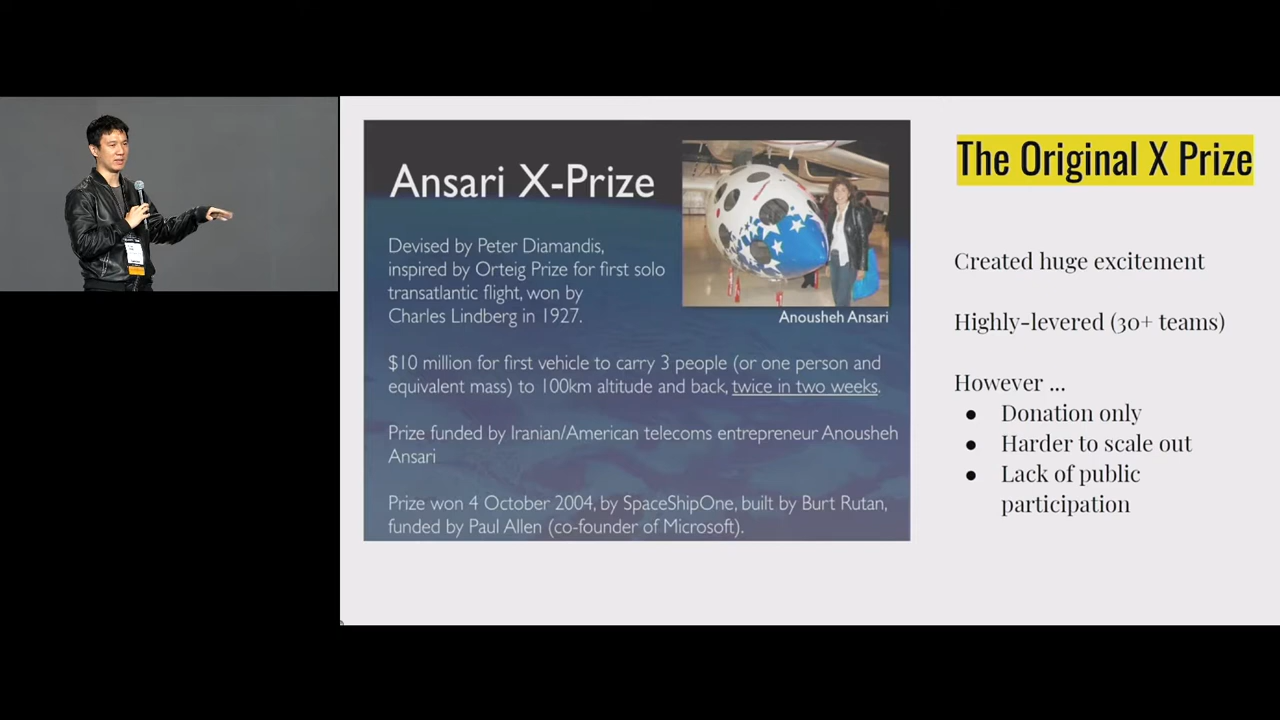 Ansari X-Prize
Devised by Peter Diamandis,
inspired by Orteig Prize for first solo
transatlantic flight, won by
Charles Lindberg in 1927.
Anousheh Ansari
$10 million for first vehicle to carry 3 people (or one person and
equivalent mass) to 100km altitude and back, twice in two weeks.
Prize funded by Iranian/American telecoms entrepreneur Anousheh
Ansari
Prize won 4 October 2004, by SpaceShipOne, built by Burt Rutan,
funded by Paul Allen (co-founder of Microsoft).
The Original X Prize
Created huge excitement
Highly-levered (30+ teams)
However ...
● Donation only
● Harder to scale out
● Lack of public
participation